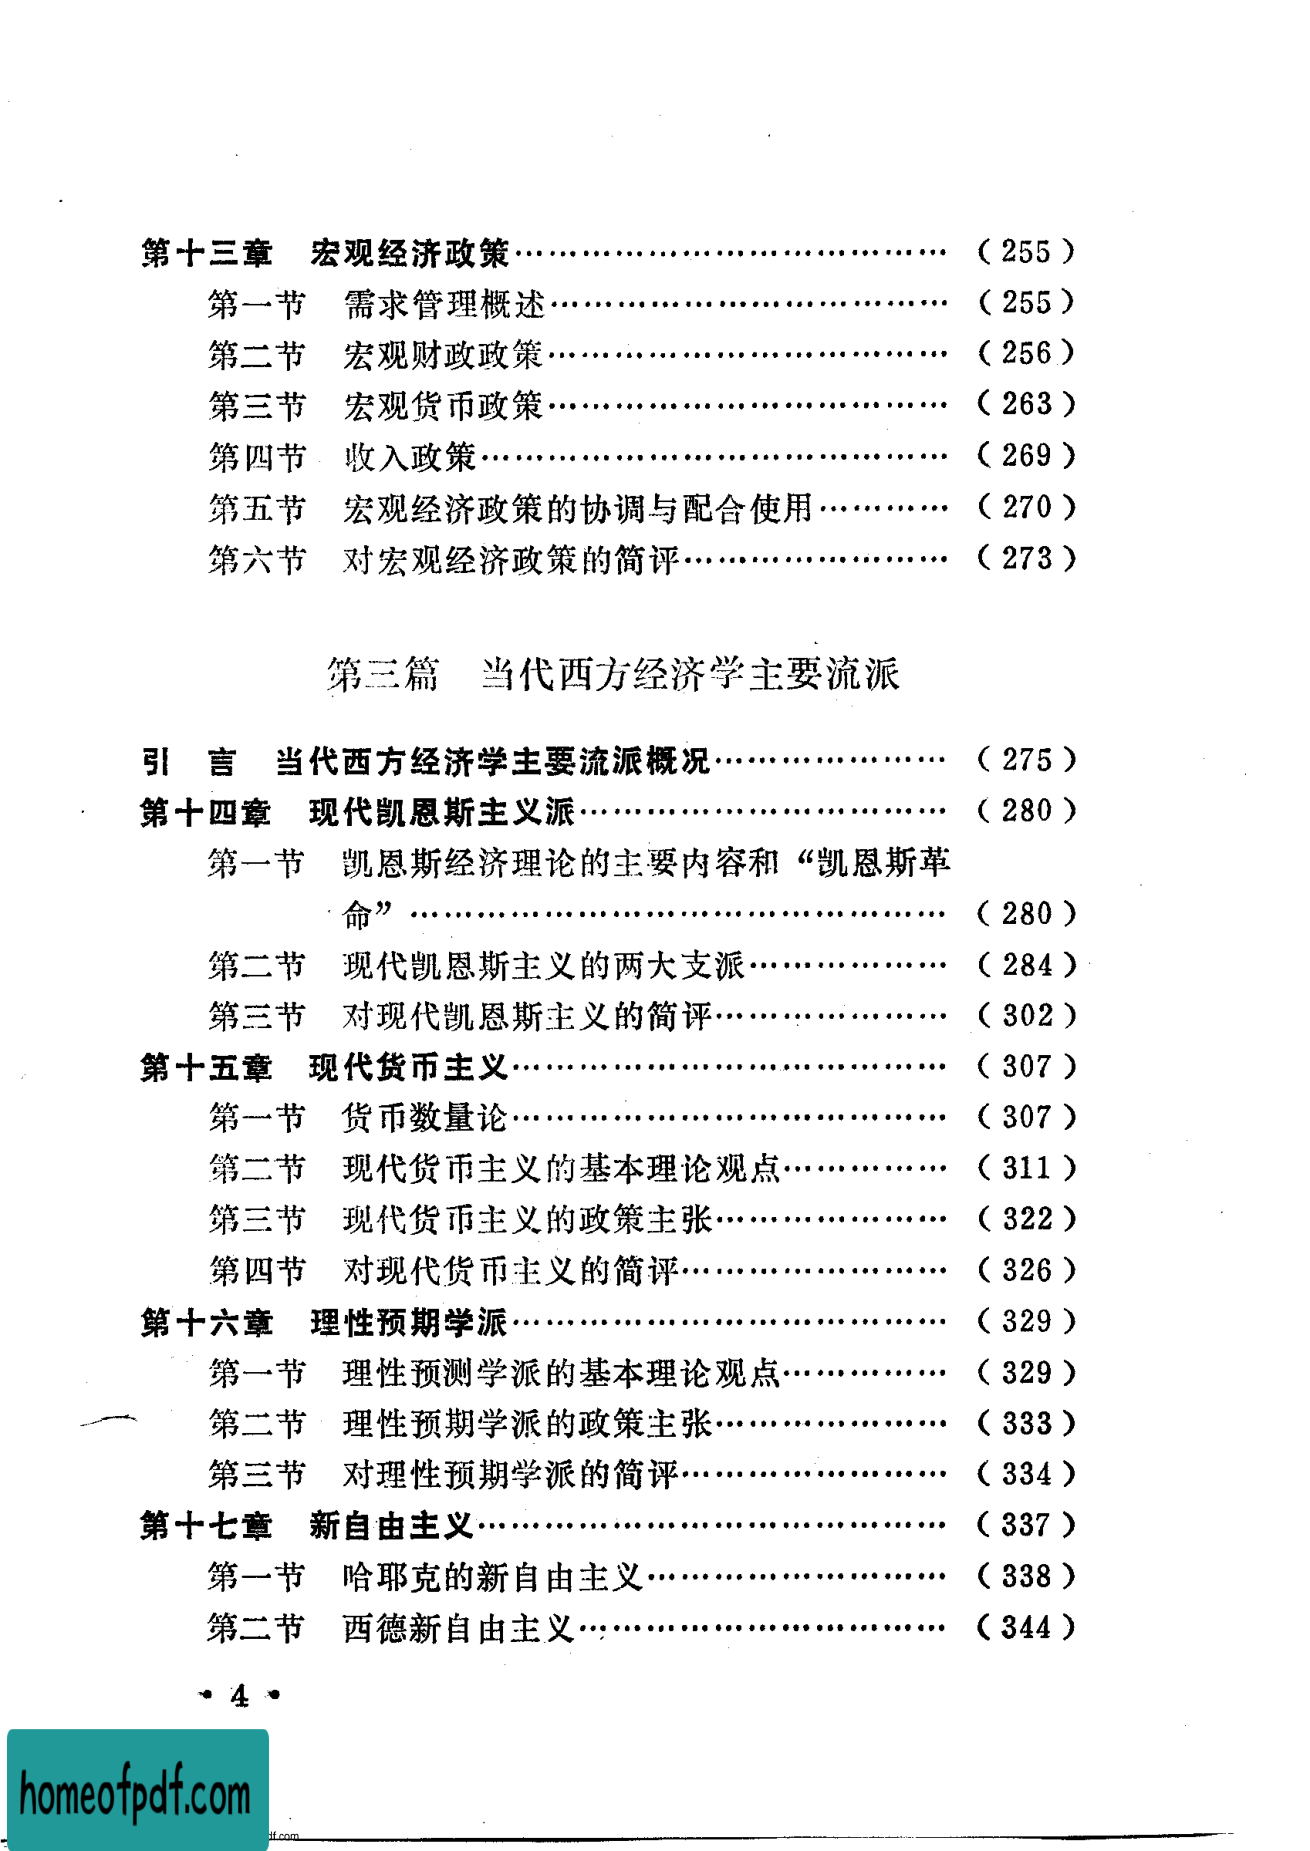 第十三章 宏观经济政策…………………………………（255）
第一节 需求管理概述………………………………（255）
第二节 宏观财政政策………………………………（256）
第三节 宏观货币政策………………………………（263）
第四节 收入政策……………………………………（269）
第五节 宏观经济政策的协调与配合使用…………（270）
第六节 对宏观经济政策的简评……………………（273）
第三篇 当代西方经济学主要流派
引 言 当代西方经济学主要流派概况…………………（275）
第十四章 现代凯恩斯主义派……………………………（280）
第一节 凯恩斯经济理论的主要内容和“凯恩斯革
命”…………………………………………（280）
第二节 现代凯恩斯主义的两大支派………………（284）
第三节 对现代凯恩斯主义的简评…………………（302）
第十五章 现代货币主义…………………………………（307）
第一节 货币数量论…………………………………（307）
第二节 现代货币主义的基本理论观点……………（311）
第三节 现代货币主义的政策主张…………………（322）
第四节 对现代货币主义的简评……………………（326）
第十六章 理性预期学派…………………………………（329）
第一节 理性预测学派的基本理论观点……………（329）
第二节 理性预期学派的政策主张…………………（333）
第三节 对理性预期学派的简评……………………（334）
第十七章 新自由主义……………………………………（337）
第一节 哈耶克的新自由主义………………………（338）
第二节 西德新自由主义……………………………（344）
• 4 •
homeofpdf.com
df.com